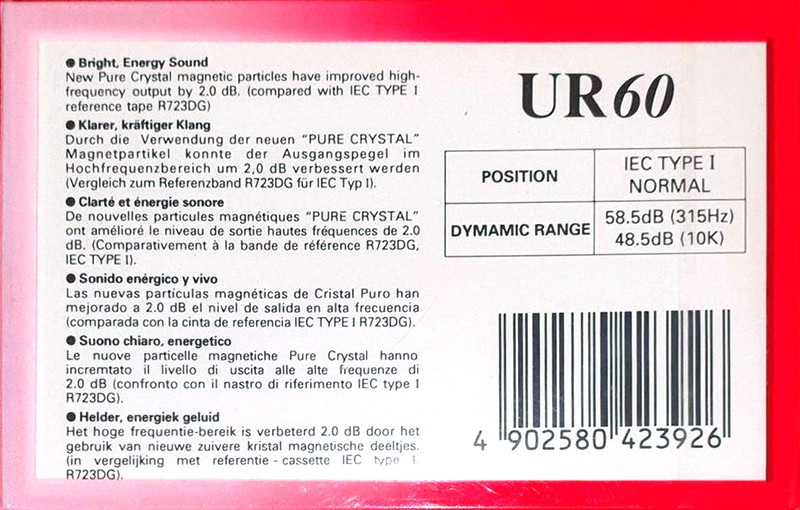 ● Bright, Energy Sound
New Pure Crystal magnetic particles have improved high-
frequency output by 2.0 dB. (compared with IEC TYPE I
reference tape R723DG)
● Klarer, kräftiger Klang
Durch die Verwendung der neuen "PURE CRYSTAL"
Magnetpartikel konnte der Ausgangspegel im
Hochfrequenzbereich um 2,0 dB verbessert werden
(Vergleich zum Referenzband R723DG für IEC Typ I).
● Clarté et énergie sonore
De nouvelles particules magnétiques "PURE CRYSTAL"
ont amélioré le niveau de sortie hautes fréquences de 2.0
dB. (Comparativement à la bande de référence R723DG,
IEC TYPE I).
● Sonido enérgico y vivo
Las nuevas partículas magnéticas de Cristal Puro han
mejorado a 2.0 dB el nivel de salida en alta frecuencia
(comparada con la cinta de referencia IEC TYPE I R723DG).
● Suono chiaro, energetico
Le nuove particelle magnetiche Pure Crystal hanno
incremtato il livello di uscita alle alte frequenze di
2.0 dB (confronto con il nastro di riferimento IEC type I
R723DG).
● Helder, energiek geluid
Het hoge frequentie-bereik is verbeterd 2.0 dB door het
gebruik van nieuwe zuivere kristal magnetische deeltjes.
(in vergelijking met referentie - cassette IEC type I.
R723DG).
UR60
POSITION IEC TYPE I
NORMAL
DYMAMIC RANGE 58.5dB (315Hz)
48.5dB (10K)
4 902580 423926